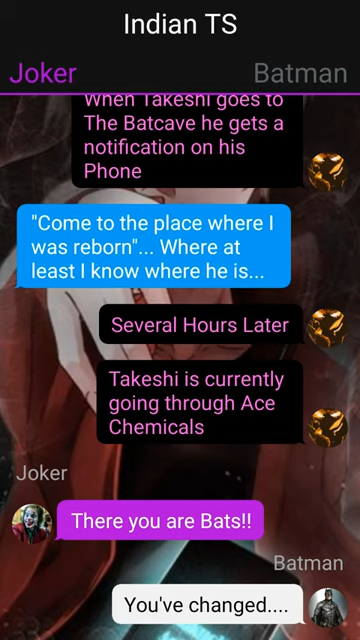 Indian TS
Joker
Batman
When Takeshi goes to
The Batcave he gets a
notification on his
Phone
"Come to the place where I
was reborn"... Where at
least I know where he is...
Several Hours Later
Takeshi is currently
going through Ace
Chemicals
Joker
There you are Bats!!
Batman
You've changed....